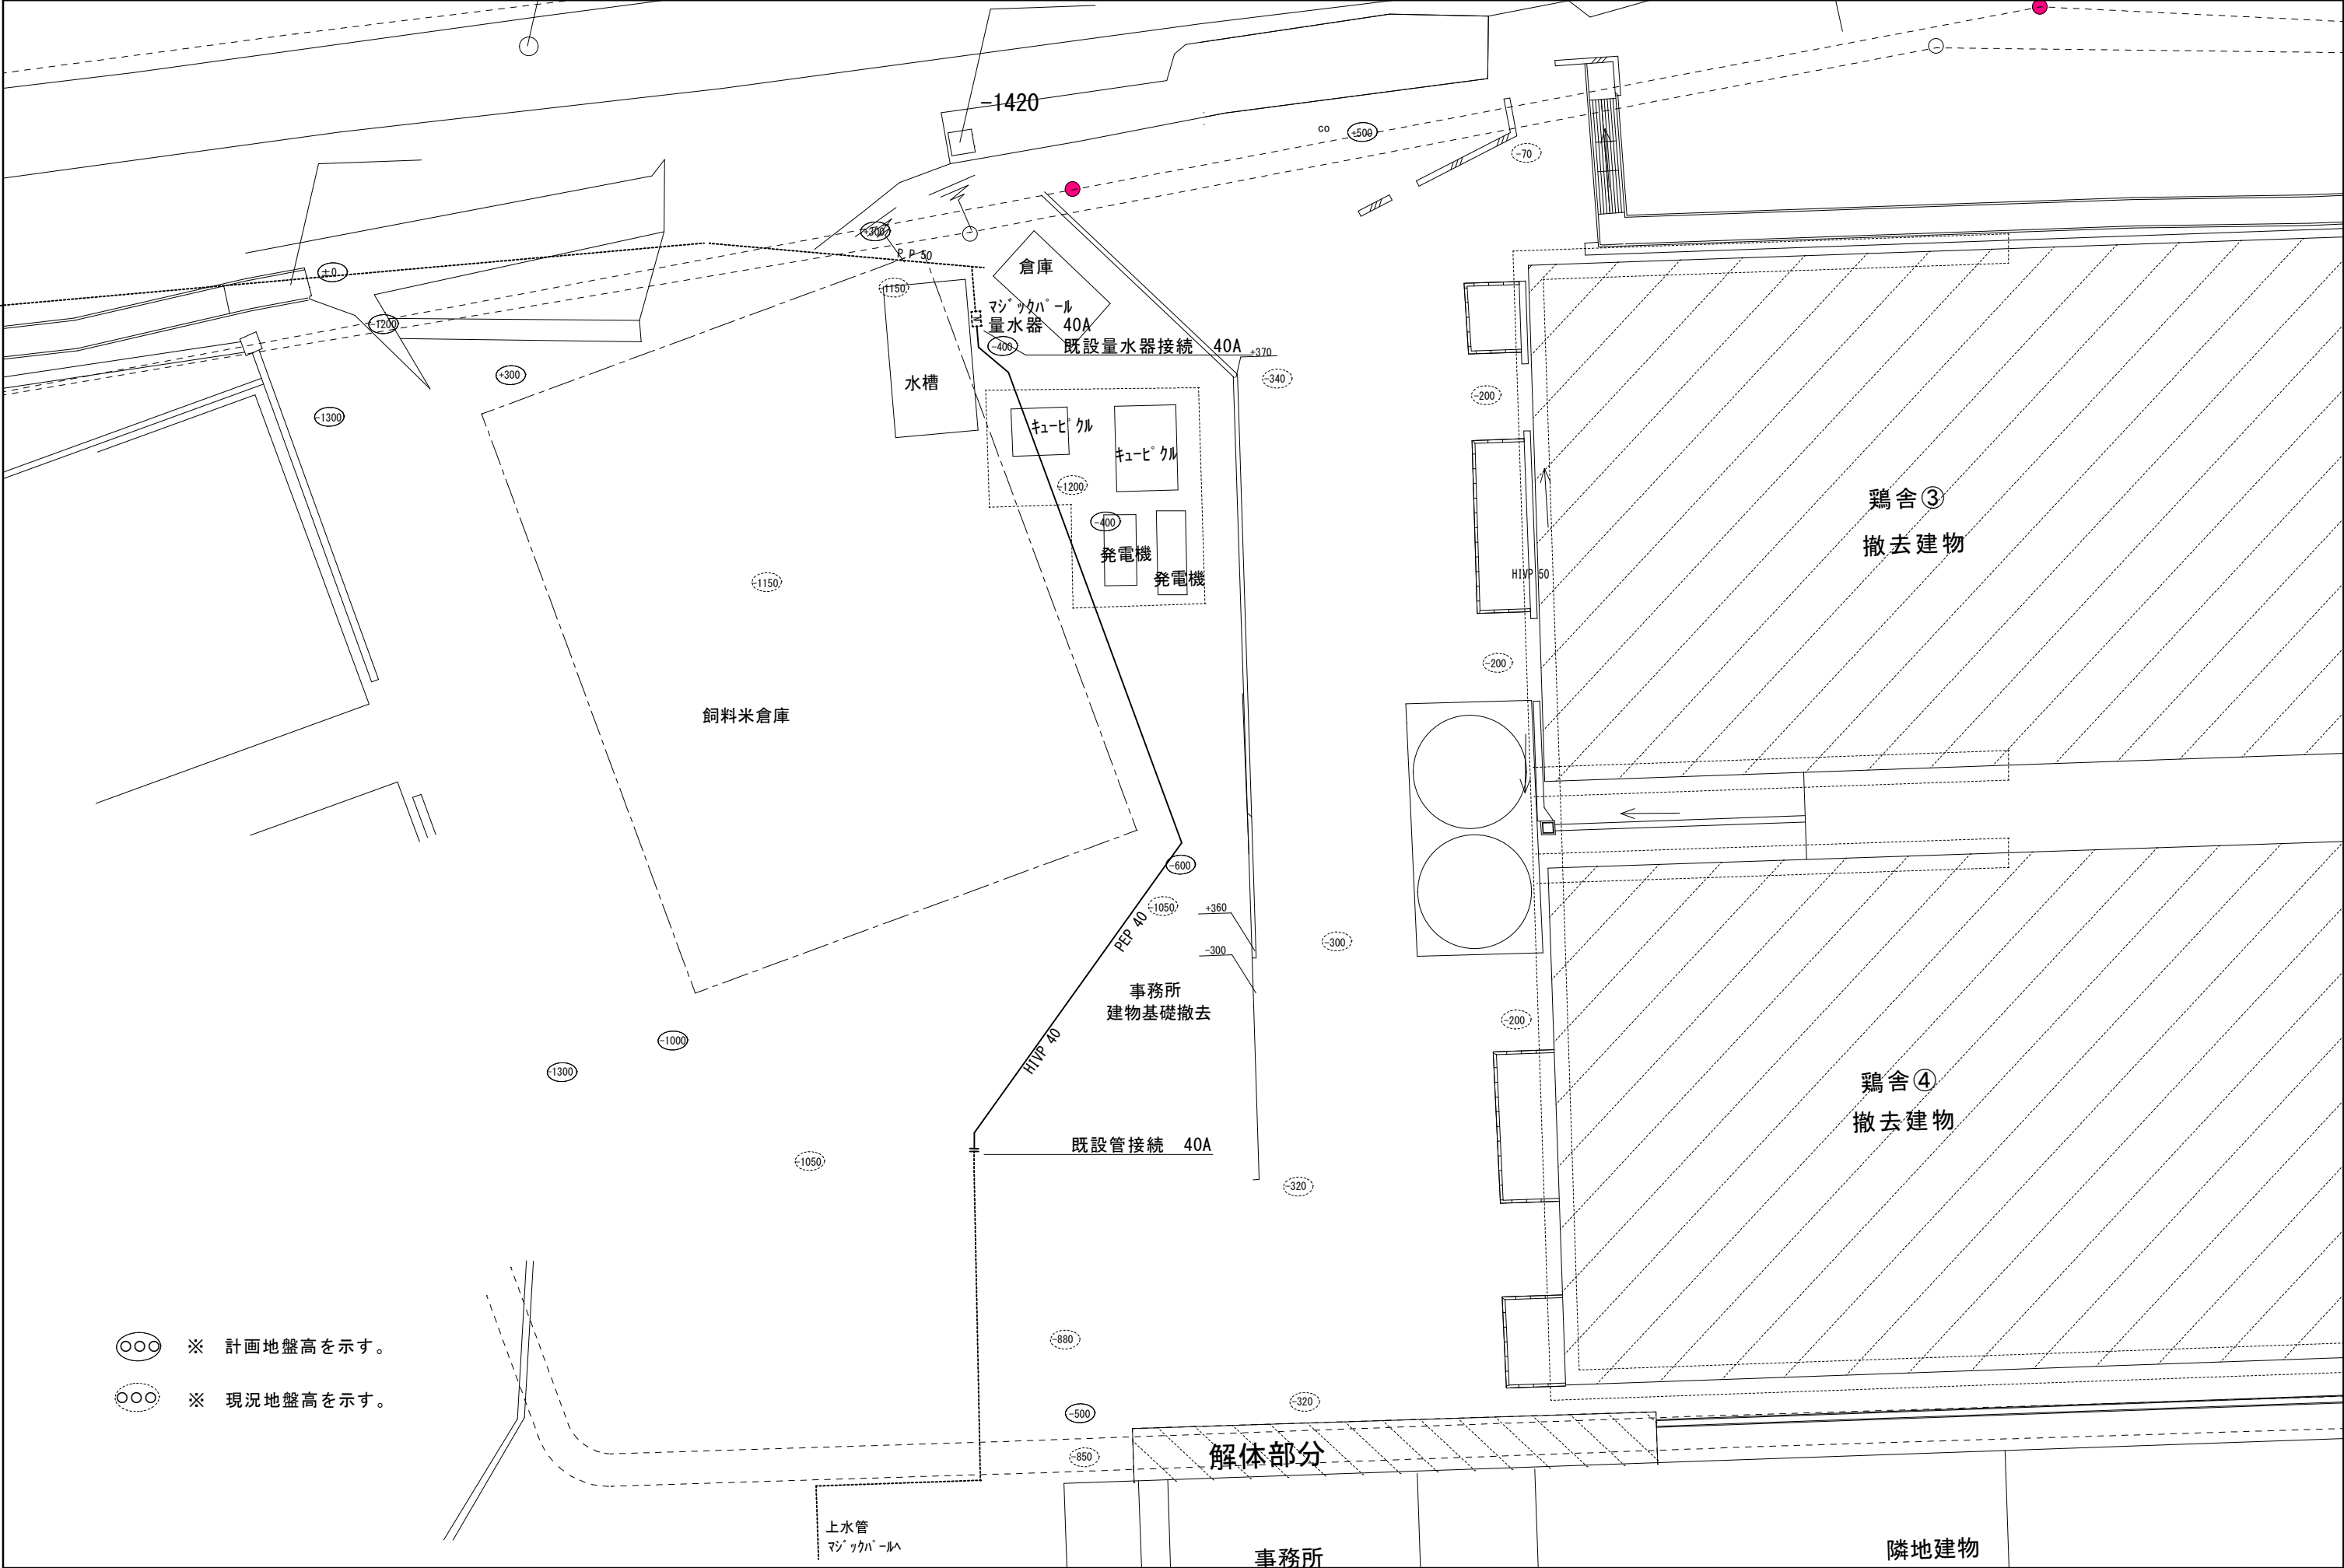 -1420
co
+500
-70
+300
P.P 50
±0
倉庫
-1150
ﾏｼﾞｯｸﾊﾞｰﾙ
量水器　40A
-1200
-400
既設量水器接続　40A
+370
+300
水槽
-340
-200
-1300
ｷｭｰﾋﾞｸﾙ
ｷｭｰﾋﾞｸﾙ
-1200
鶏舎③
撤去建物
-400
発電機
発電機
HIVP 50
-1150
-200
飼料米倉庫
-600
-1050
+360
PEP 40
-300
-300
事務所
建物基礎撤去
-200
-1000
HIVP 40
-1300
鶏舎④
撤去建物
既設管接続　40A
-1050
-320
-880
○○○　※　計画地盤高を示す。
○○○　※　現況地盤高を示す。
-500
-320
-850
解体部分
上水管
ﾏｼﾞｯｸﾊﾞｰﾙへ
事務所
隣地建物